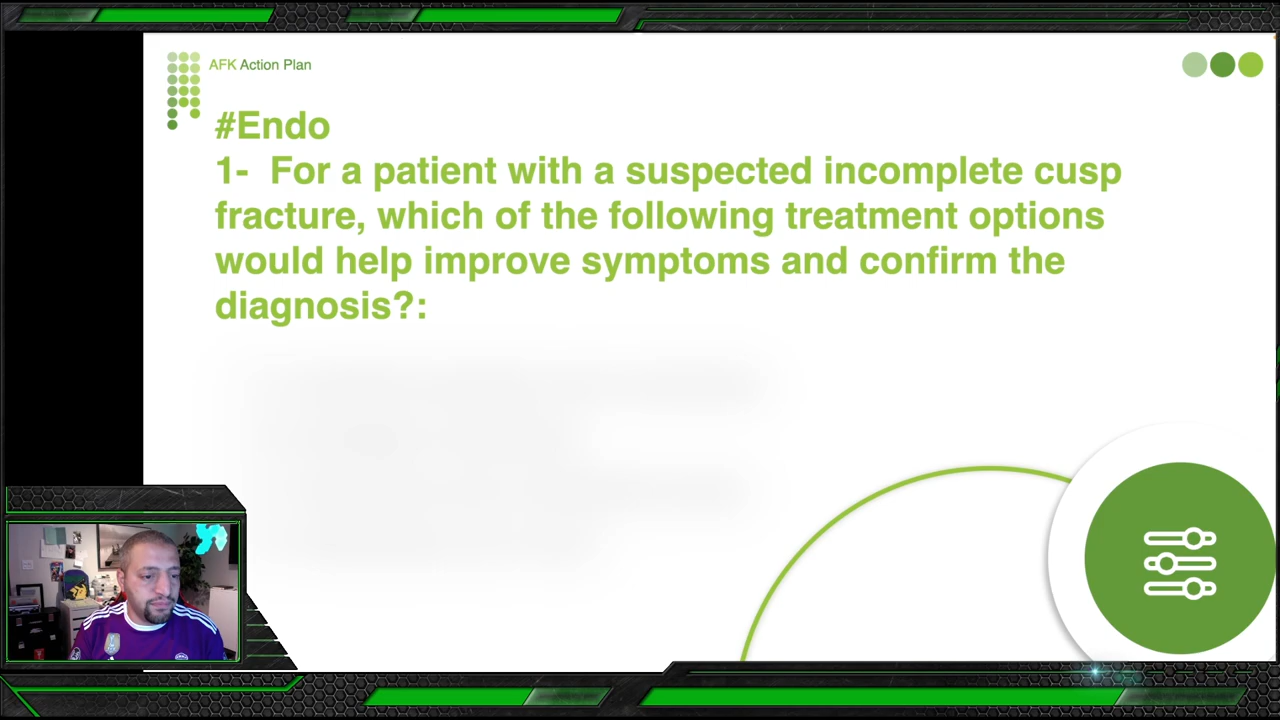 AFK Action Plan
#Endo
1- For a patient with a suspected incomplete cusp
fracture, which of the following treatment options
would help improve symptoms and confirm the
diagnosis?: